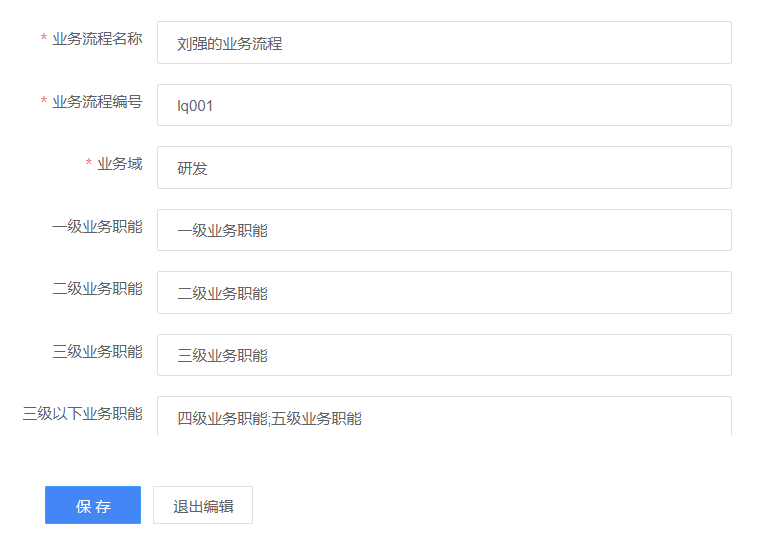 * 业务流程名称 刘强的业务流程
* 业务流程编号 lq001
* 业务域 研发
一级业务职能 一级业务职能
二级业务职能 二级业务职能
三级业务职能 三级业务职能
三级以下业务职能 四级业务职能;五级业务职能
保 存 退出编辑